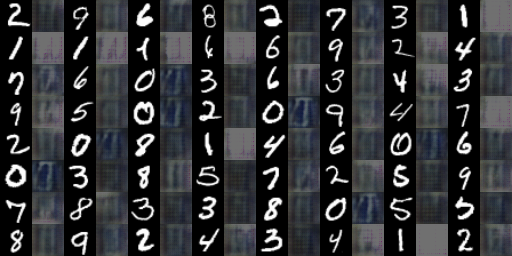 2 9 6 8 2 7 3 1
1 1 1 6 6 9 2 4
7 6 0 3 6 3 4 3
9 5 0 2 0 9 4 7
2 0 8 1 4 6 0 6
0 3 8 5 7 2 5 9
7 8 3 3 8 0 5 5
8 9 2 4 3 4 1 2